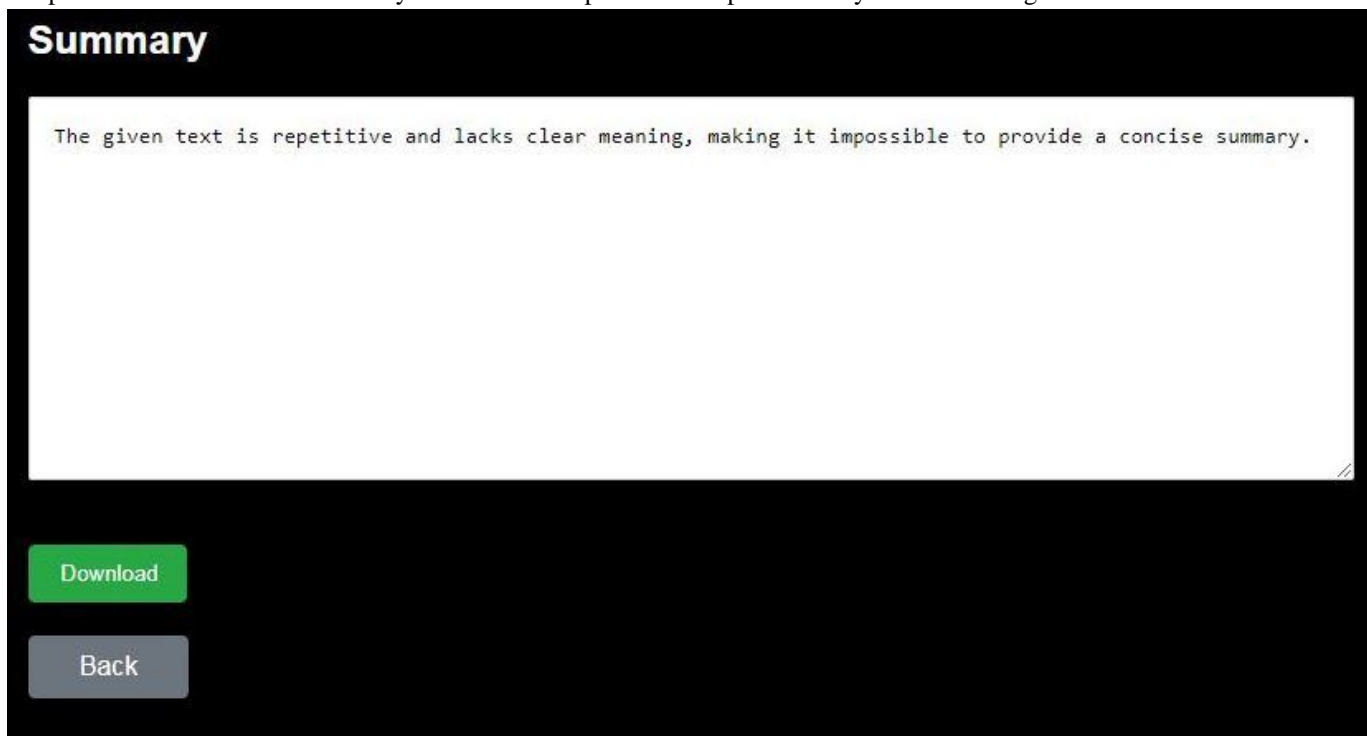 Summary
The given text is repetitive and lacks clear meaning, making it impossible to provide a concise summary.
Download
Back